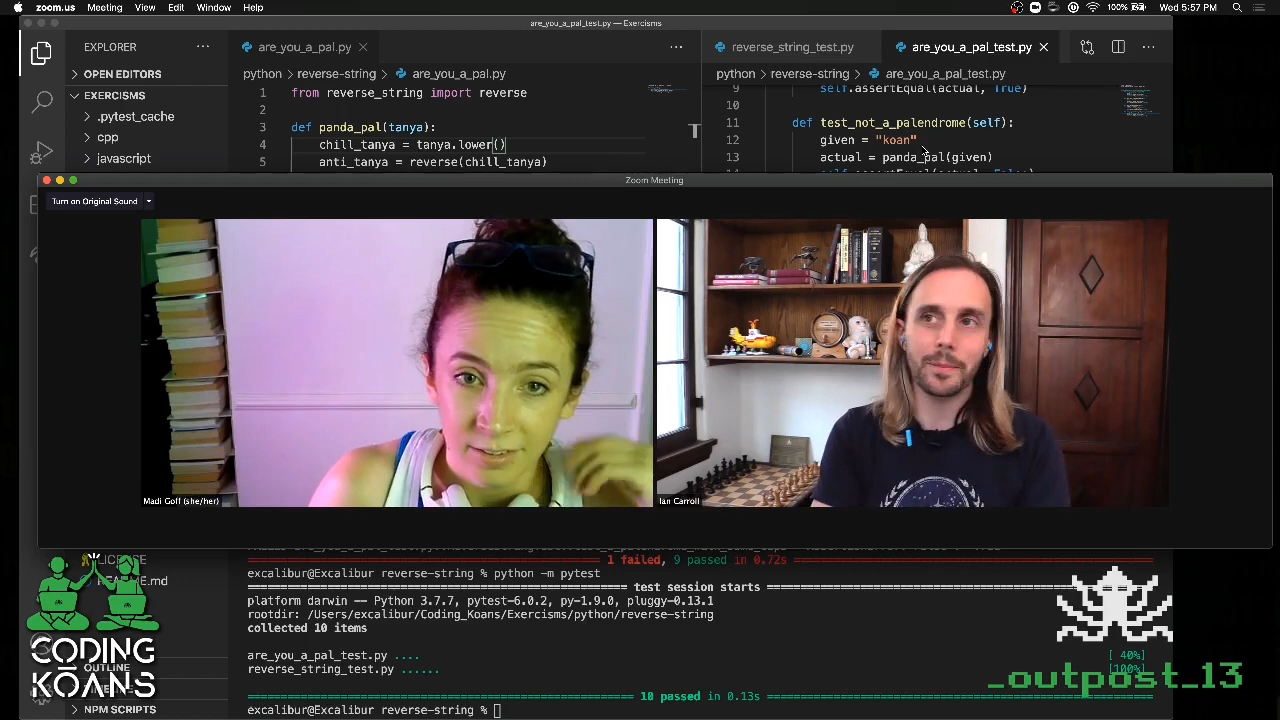 zoom.us Meeting View Edit Window Help
100% Wed 5:57 PM
are_you_a_pal_test.py — Exercisms
EXPLORER
are_you_a_pal.py
reverse_string_test.py
are_you_a_pal_test.py
OPEN EDITORS
EXERCISMS
.pytest_cache
cpp
javascript
python › reverse-string › are_you_a_pal.py
1 from reverse_string import reverse
2
3 def panda_pal(tanya):
4 chill_tanya = tanya.lower()
5 anti_tanya = reverse(chill_tanya)
python › reverse-string › are_you_a_pal_test.py
9 self.assertEqual(actual, True)
10
11 def test_not_a_palendrome(self):
12 given = "koan"
13 actual = panda_pal(given)
self.assertEqual(actual, False)
Zoom Meeting
Turn on Original Sound
Madi Goff (she/her)
Ian Carroll
LICENSE
README.md
OUTLINE
NPM SCRIPTS
1 failed, 9 passed in 0.72s
excalibur@Excalibur reverse-string % python -m pytest
test session starts
platform darwin -- Python 3.7.7, pytest-6.0.2, py-1.9.0, pluggy-0.13.1
rootdir: /Users/excalibur/Coding_Koans/Exercisms/python/reverse-string
collected 10 items
are_you_a_pal_test.py .... [ 40%]
reverse_string_test.py ...... [100%]
10 passed in 0.13s
excalibur@Excalibur reverse-string %
CODING
KOANS
_outpost_13